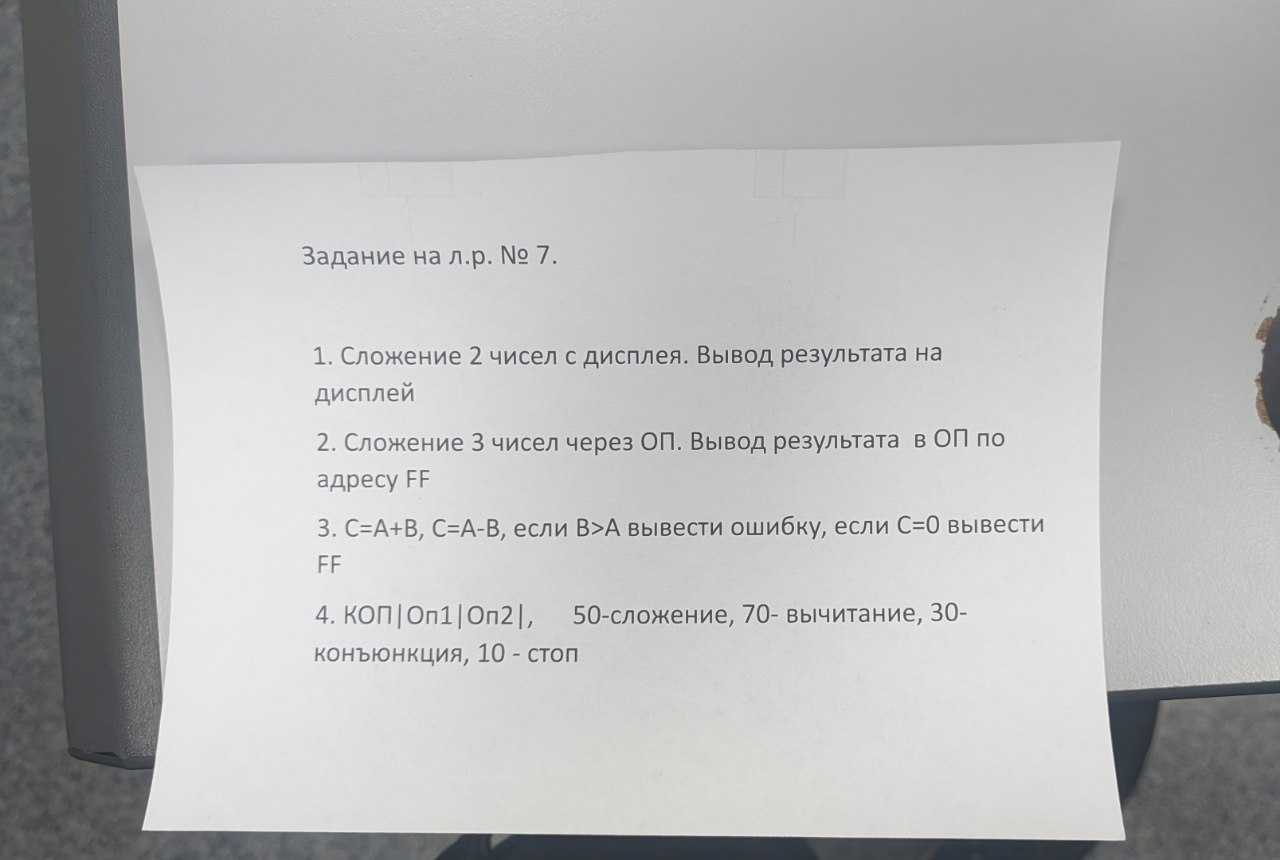 Задание на л.р. № 7.
1. Сложение 2 чисел с дисплея. Вывод результата на
дисплей
2. Сложение 3 чисел через ОП. Вывод результата  в ОП по
адресу FF
3. C=A+B, C=A-B, если B>A вывести ошибку, если C=0 вывести
FF
4. КОП|Оп1|Оп2|,      50-сложение, 70- вычитание, 30-
конъюнкция, 10 - стоп